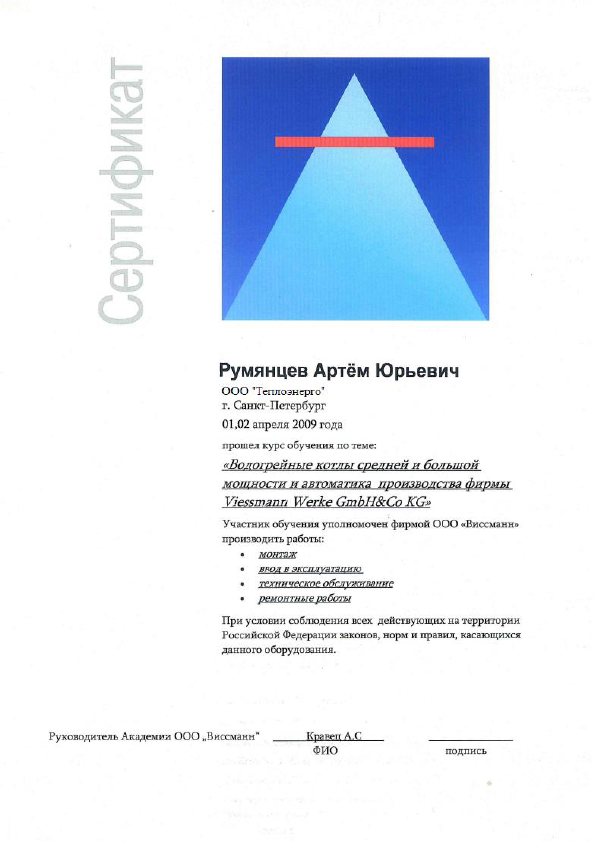 Сертификат
Румянцев Артём Юрьевич
ООО "Теплоэнерго"
г. Санкт-Петербург
01,02 апреля 2009 года
прошел курс обучения по теме:
«Водогрейные котлы средней и большой
мощности и автоматика производства фирмы
Viessmann Werke GmbH&Co KG»
Участник обучения уполномочен фирмой ООО «Виссманн»
производить работы:
• монтаж
• ввод в эксплуатацию
• техническое обслуживание
• ремонтные работы
При условии соблюдения всех действующих на территории
Российской Федерации законов, норм и правил, касающихся
данного оборудования.
Руководитель Академии ООО „Виссманн" Кравец А.С
ФИО подпись